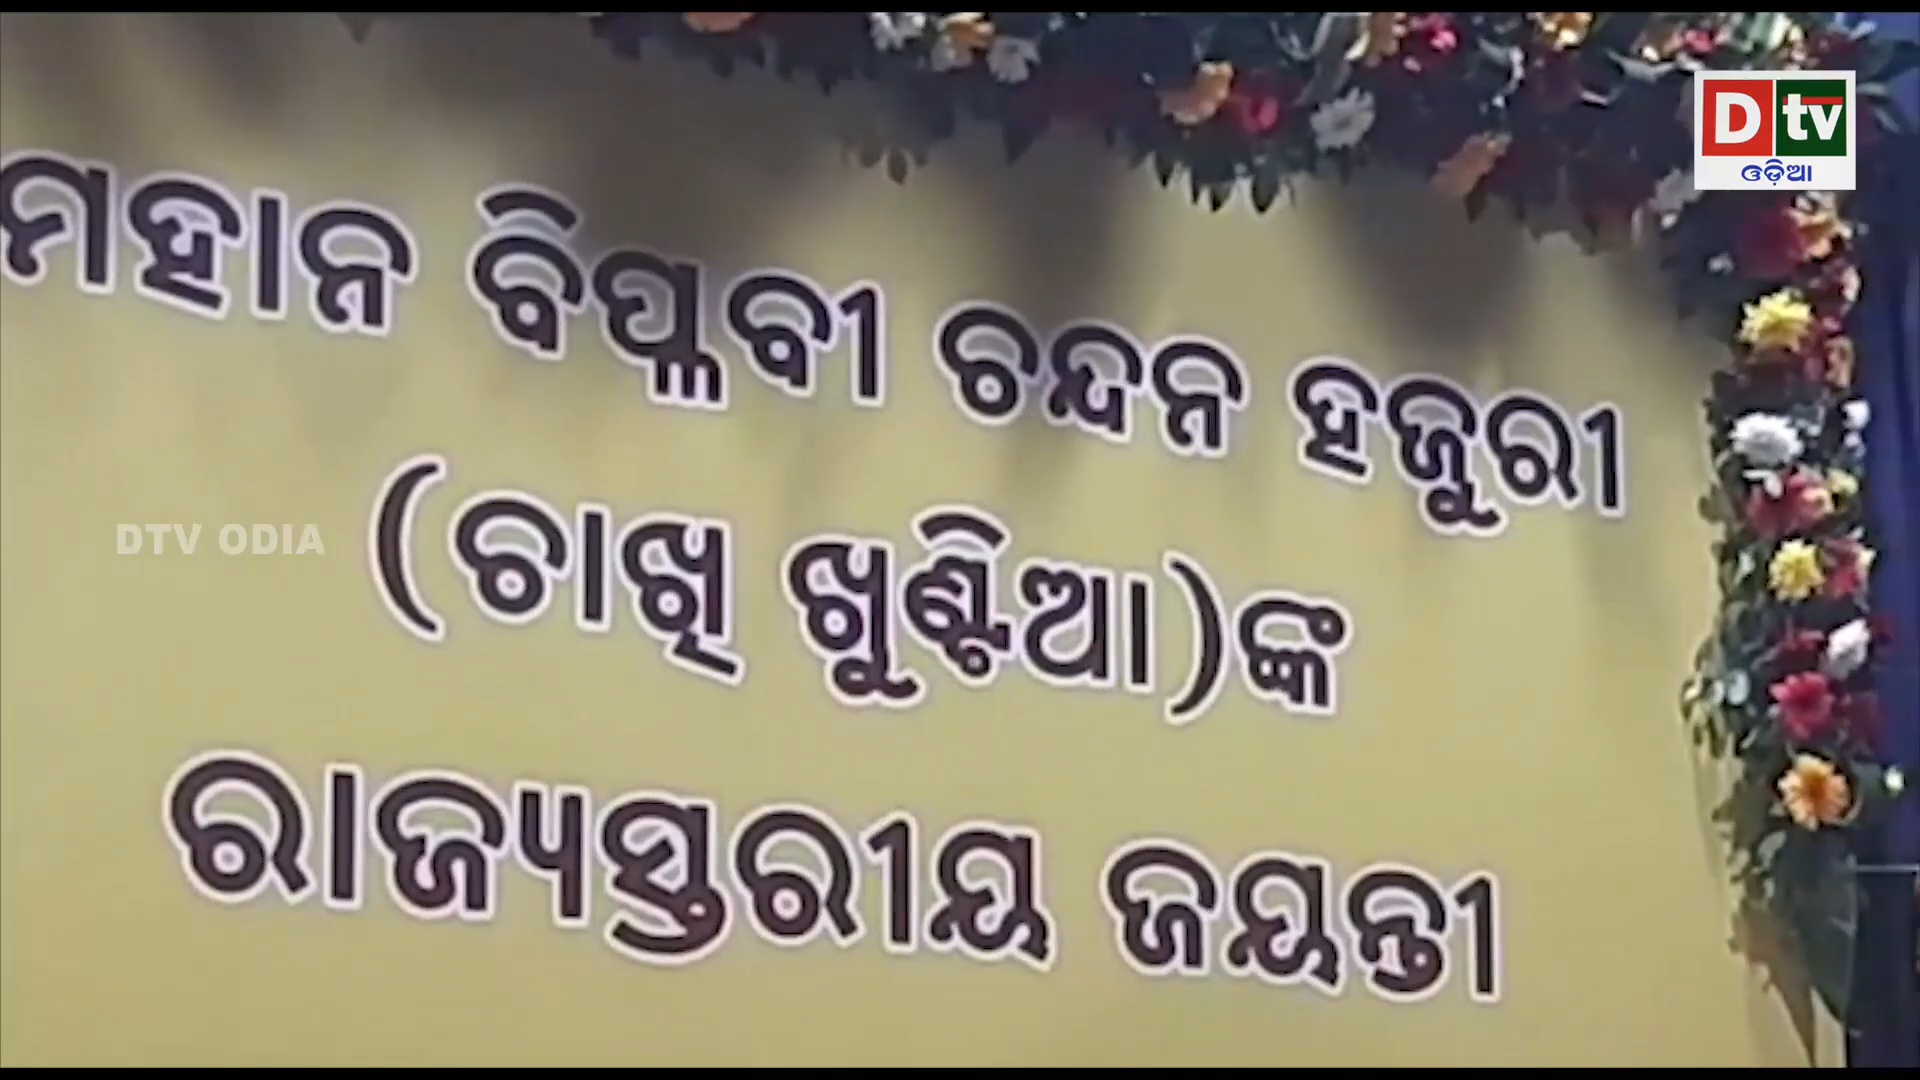 Dtv
ଓଡ଼ିଆ
ମହାନ ବିପ୍ଳବୀ ଚନ୍ଦନ ହଜୁରୀ
DTV ODIA
(ଚାଖି ଖୁଣ୍ଟିଆ)ଙ୍କ
ରାଜ୍ୟସ୍ତରୀୟ ଜୟନ୍ତୀ